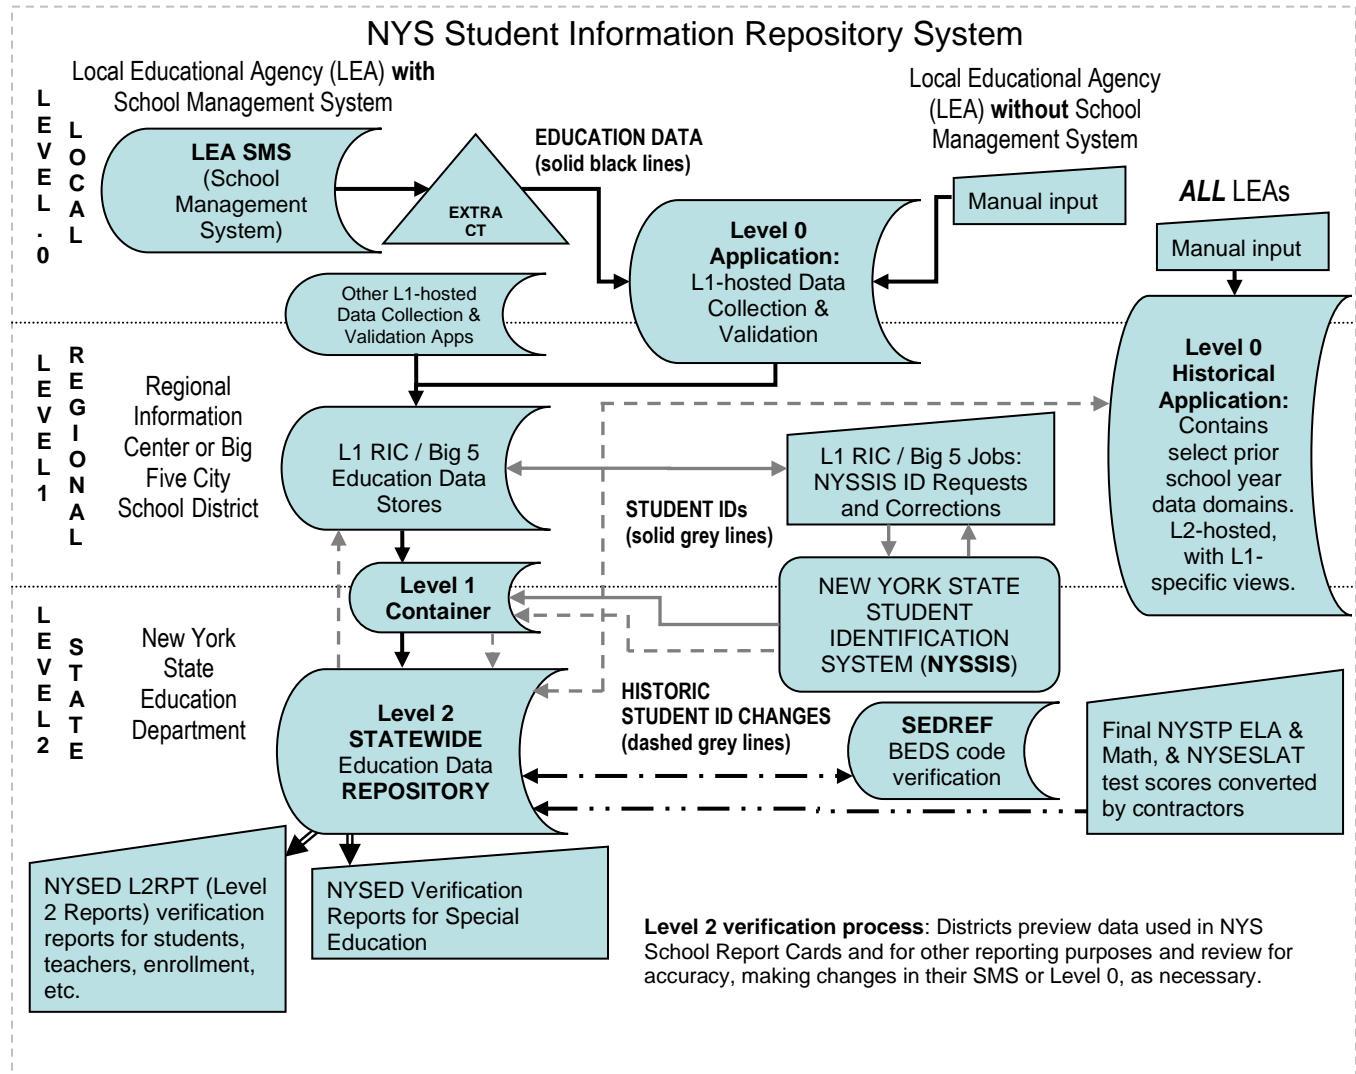 NYS Student Information Repository System
Local Educational Agency (LEA) with
School Management System
Local Educational Agency
(LEA) without School
Management System
LEVEL.0
LOCAL
LEA SMS
(School
Management
System)
EXTRA
CT
EDUCATION DATA
(solid black lines)
Level 0
Application:
L1-hosted Data
Collection &
Validation
Manual input
ALL LEAs
Manual input
Other L1-hosted
Data Collection &
Validation Apps
LEVEL1
REGIONAL
Regional
Information
Center or Big
Five City
School District
L1 RIC / Big 5
Education Data
Stores
L1 RIC / Big 5 Jobs:
NYSSIS ID Requests
and Corrections
STUDENT IDs
(solid grey lines)
Level 0
Historical
Application:
Contains
select prior
school year
data domains.
L2-hosted,
with L1-
specific views.
Level 1
Container
NEW YORK STATE
STUDENT
IDENTIFICATION
SYSTEM (NYSSIS)
LEVEL2
STATE
New York
State
Education
Department
Level 2
STATEWIDE
Education Data
REPOSITORY
HISTORIC
STUDENT ID CHANGES
(dashed grey lines)
SEDREF
BEDS code
verification
Final NYSTP ELA &
Math, & NYSESLAT
test scores converted
by contractors
NYSED L2RPT (Level
2 Reports) verification
reports for students,
teachers, enrollment,
etc.
NYSED Verification
Reports for Special
Education
Level 2 verification process: Districts preview data used in NYS
School Report Cards and for other reporting purposes and review for
accuracy, making changes in their SMS or Level 0, as necessary.